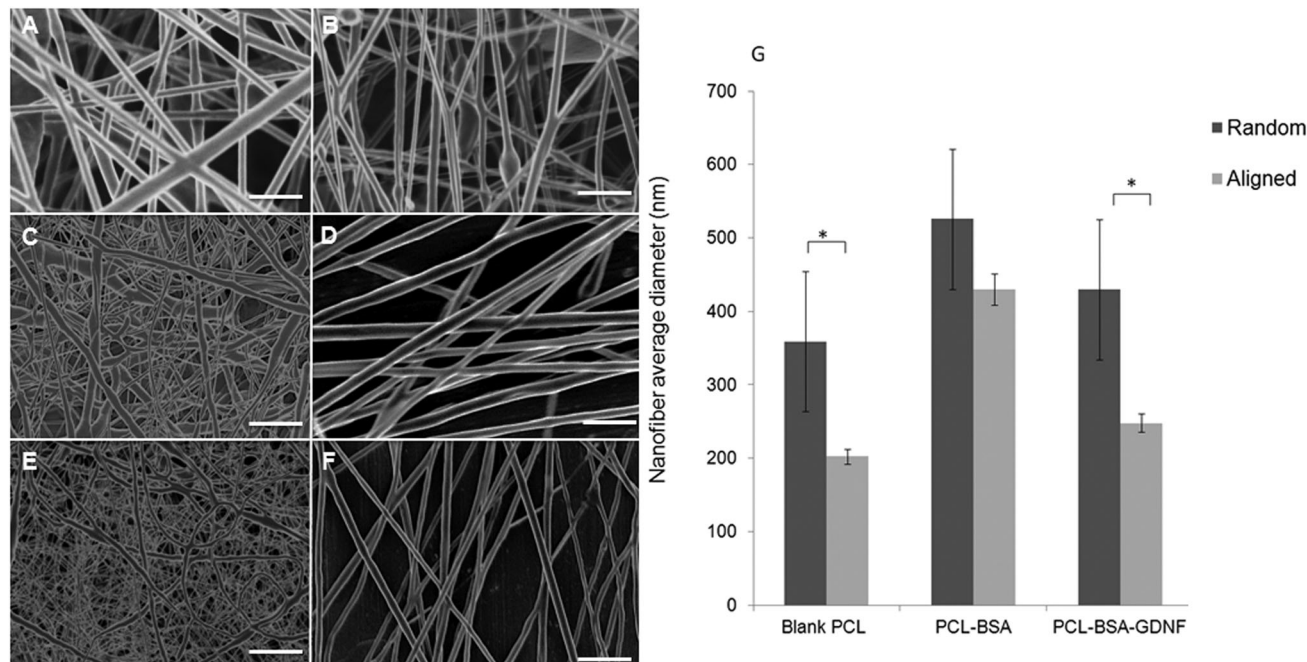 A
B
C
D
E
F
G
Nanofiber average diameter (nm)
700
600
500
400
300
200
100
0
*
*
Blank PCL
PCL-BSA
PCL-BSA-GDNF
Random
Aligned